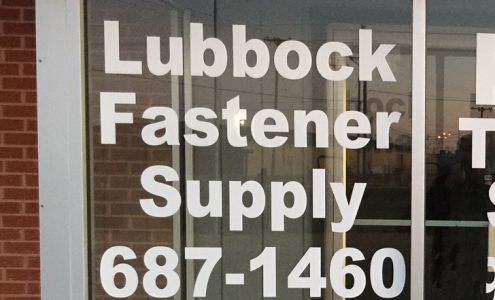 Lubbock
Fastener
Supply
687-1460